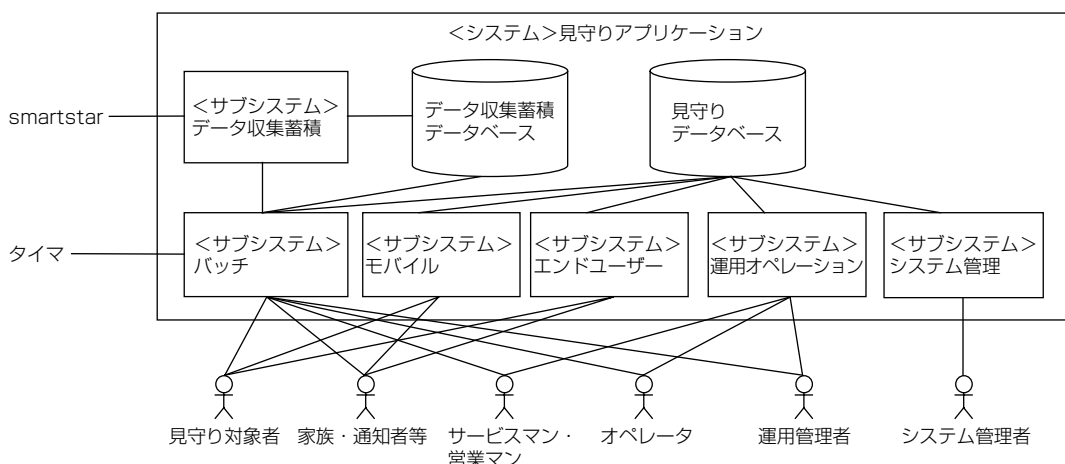 <システム>見守りアプリケーション
smartstar
<サブシステム>
データ収集蓄積
データ収集蓄積
データベース
見守り
データベース
タイマ
<サブシステム>
バッチ
<サブシステム>
モバイル
<サブシステム>
エンドユーザー
<サブシステム>
運用オペレーション
<サブシステム>
システム管理
見守り対象者
家族・通知者等
サービスマン・
営業マン
オペレータ
運用管理者
システム管理者